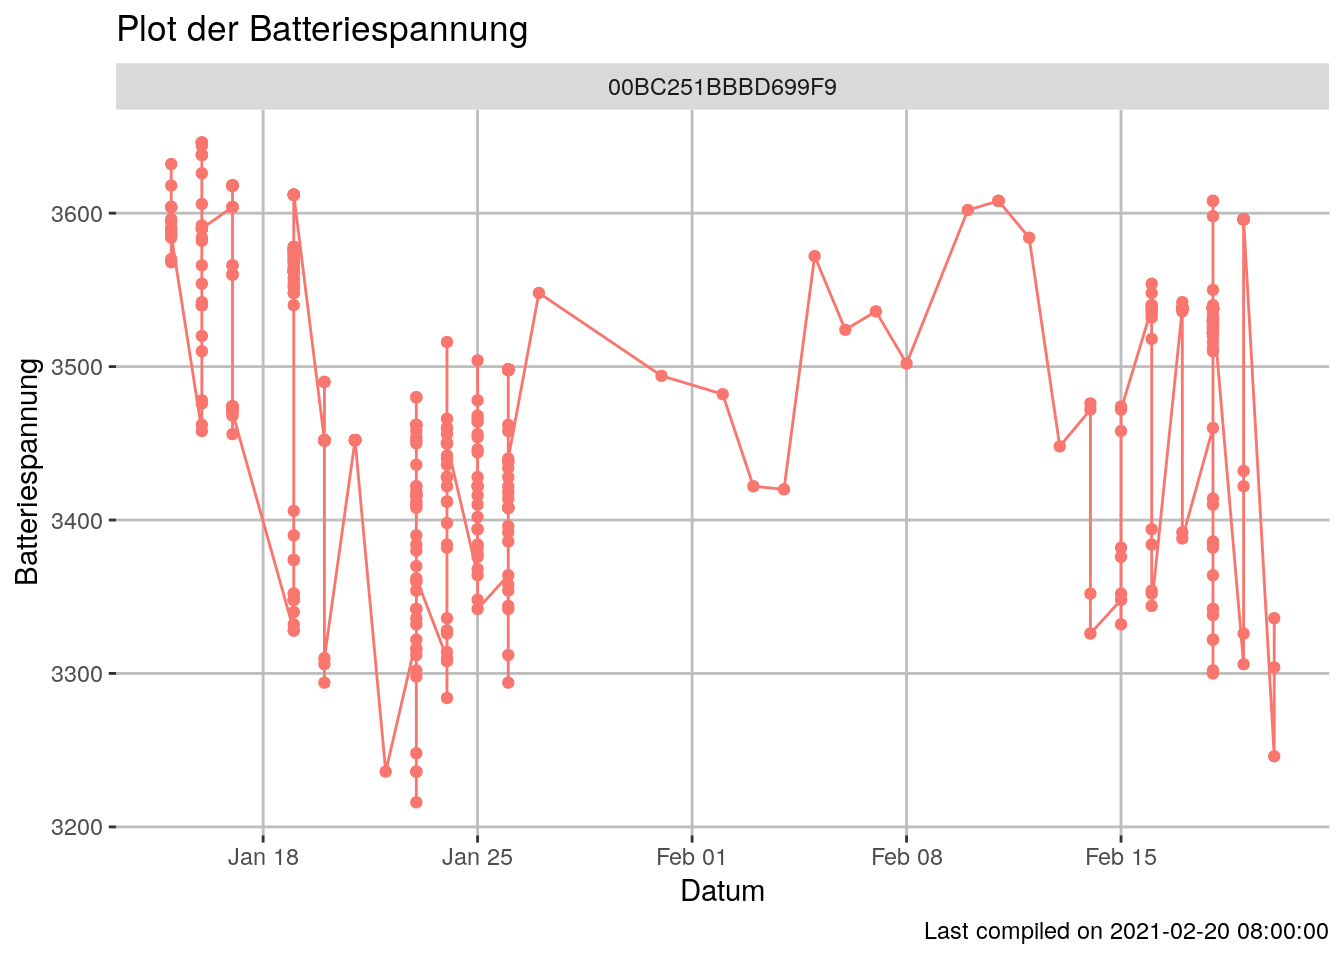 Plot der Batteriespannung
00BC251BBBD699F9
Batteriespannung
3600
3500
3400
3300
3200
Jan 18
Jan 25
Feb 01
Feb 08
Feb 15
Datum
Last compiled on 2021-02-20 08:00:00